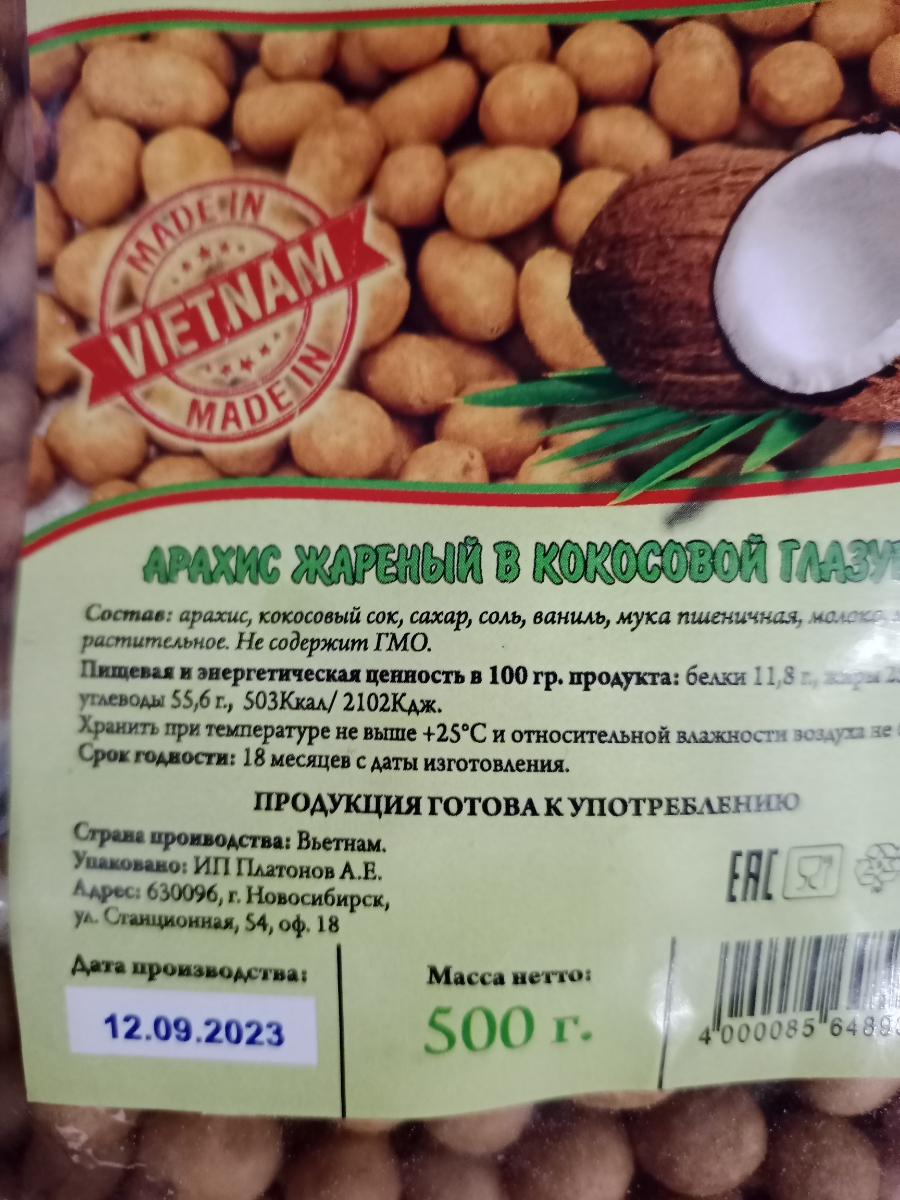 MADE IN
VIETNAM
MADE IN
АРАХИС ЖАРЕНЫЙ В КОКОСОВОЙ ГЛАЗУ
Состав: арахис, кокосовый сок, сахар, соль, ваниль, мука пшеничная, молоко,
растительное. Не содержит ГМО.
Пищевая и энергетическая ценность в 100 гр. продукта: белки 11,8 г., жиры
углеводы 55,6 г., 503Ккал/ 2102Кдж.
Хранить при температуре не выше +25°С и относительной влажности воздуха не
Срок годности: 18 месяцев с даты изготовления.
ПРОДУКЦИЯ ГОТОВА К УПОТРЕБЛЕНИЮ
Страна производства: Вьетнам.
Упаковано: ИП Платонов А.Е.
Адрес: 630096, г. Новосибирск,
ул. Станционная, 54, оф. 18
EAC
Дата производства:
12.09.2023
Масса нетто:
500 г.
4 000085 6489